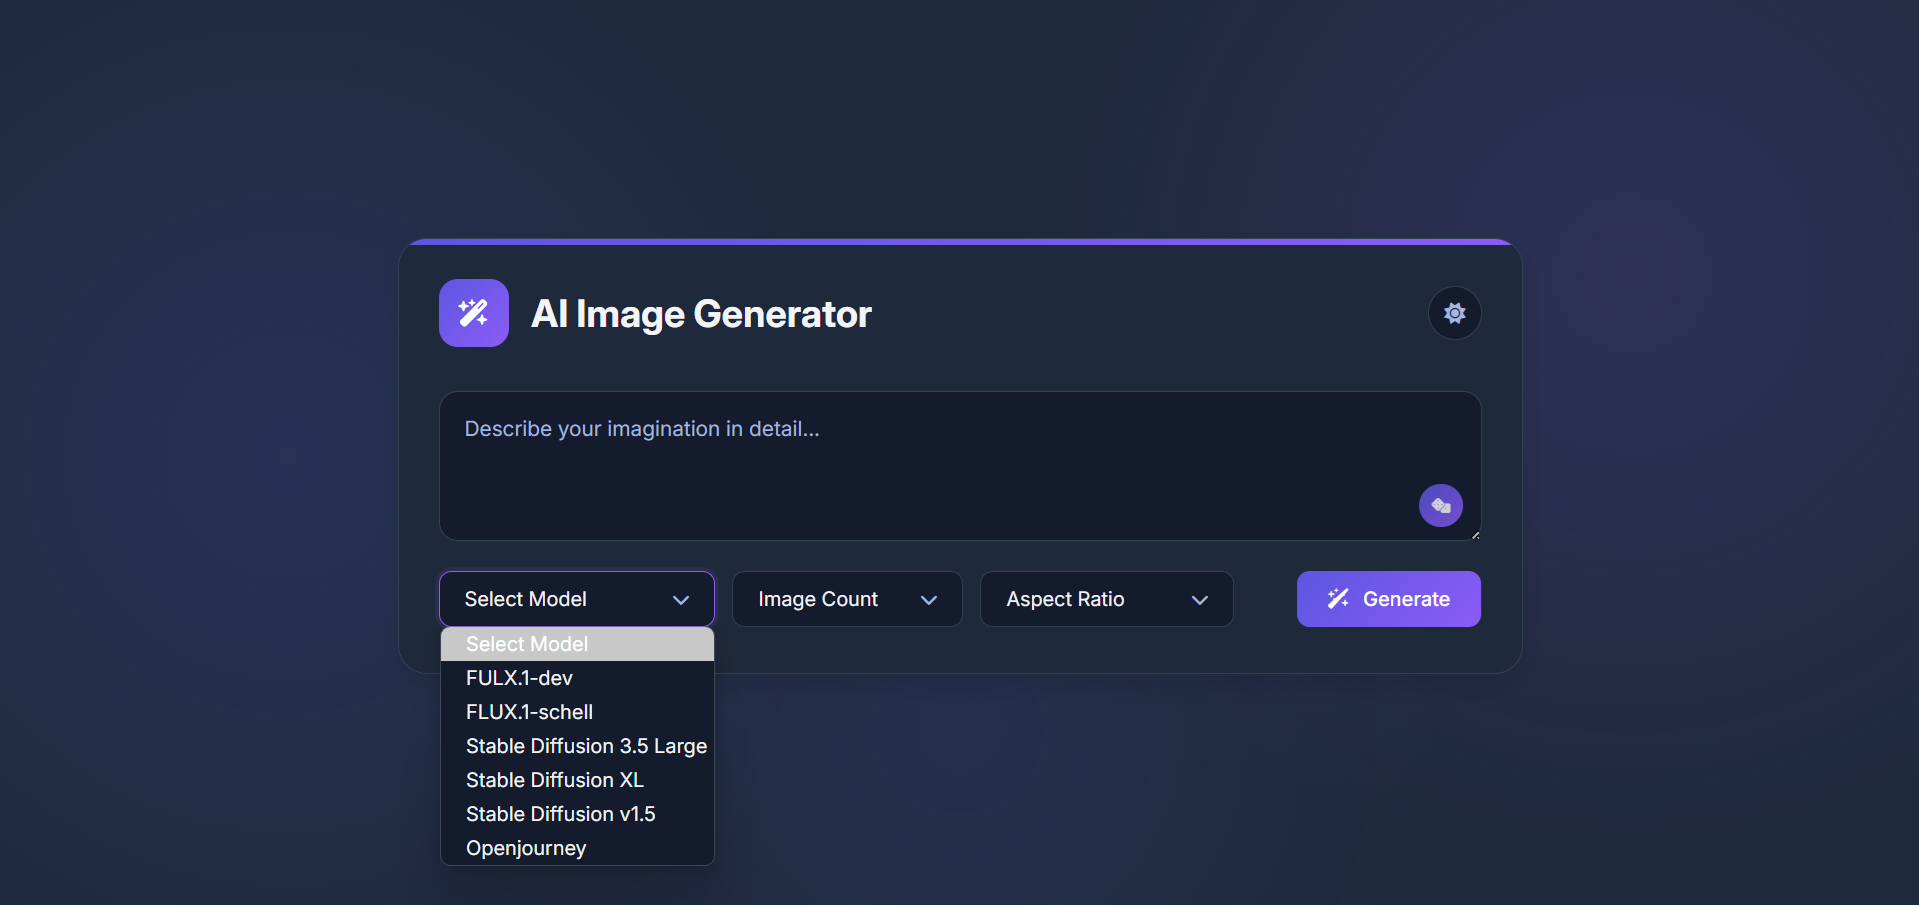 AI Image Generator
Describe your imagination in detail...
Select Model
Image Count
Aspect Ratio
Generate
Select Model
FULX.1-dev
FLUX.1-schell
Stable Diffusion 3.5 Large
Stable Diffusion XL
Stable Diffusion v1.5
Openjourney